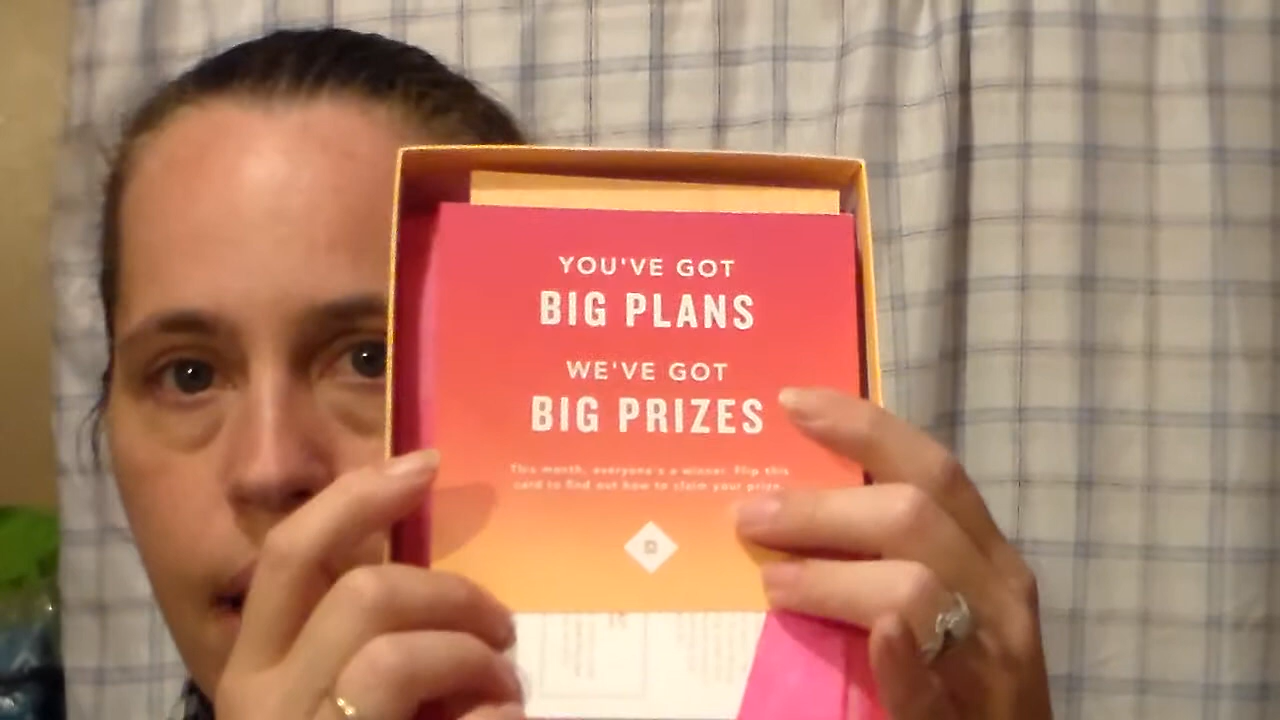 YOU'VE GOT
BIG PLANS
WE'VE GOT
BIG PRIZES
This month, everyone's a winner. Flip this
card to find out how to claim your prize.